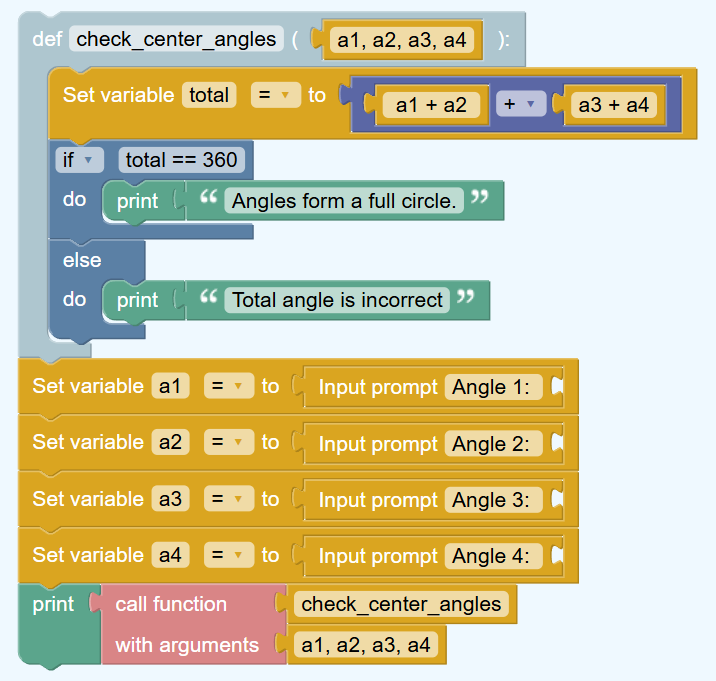 def check_center_angles ( a1, a2, a3, a4 ):
Set variable total = to a1 + a2 + a3 + a4
if total == 360
do print “ Angles form a full circle. ”
else
do print “ Total angle is incorrect ”
Set variable a1 = to Input prompt Angle 1:
Set variable a2 = to Input prompt Angle 2:
Set variable a3 = to Input prompt Angle 3:
Set variable a4 = to Input prompt Angle 4:
print call function check_center_angles
with arguments a1, a2, a3, a4